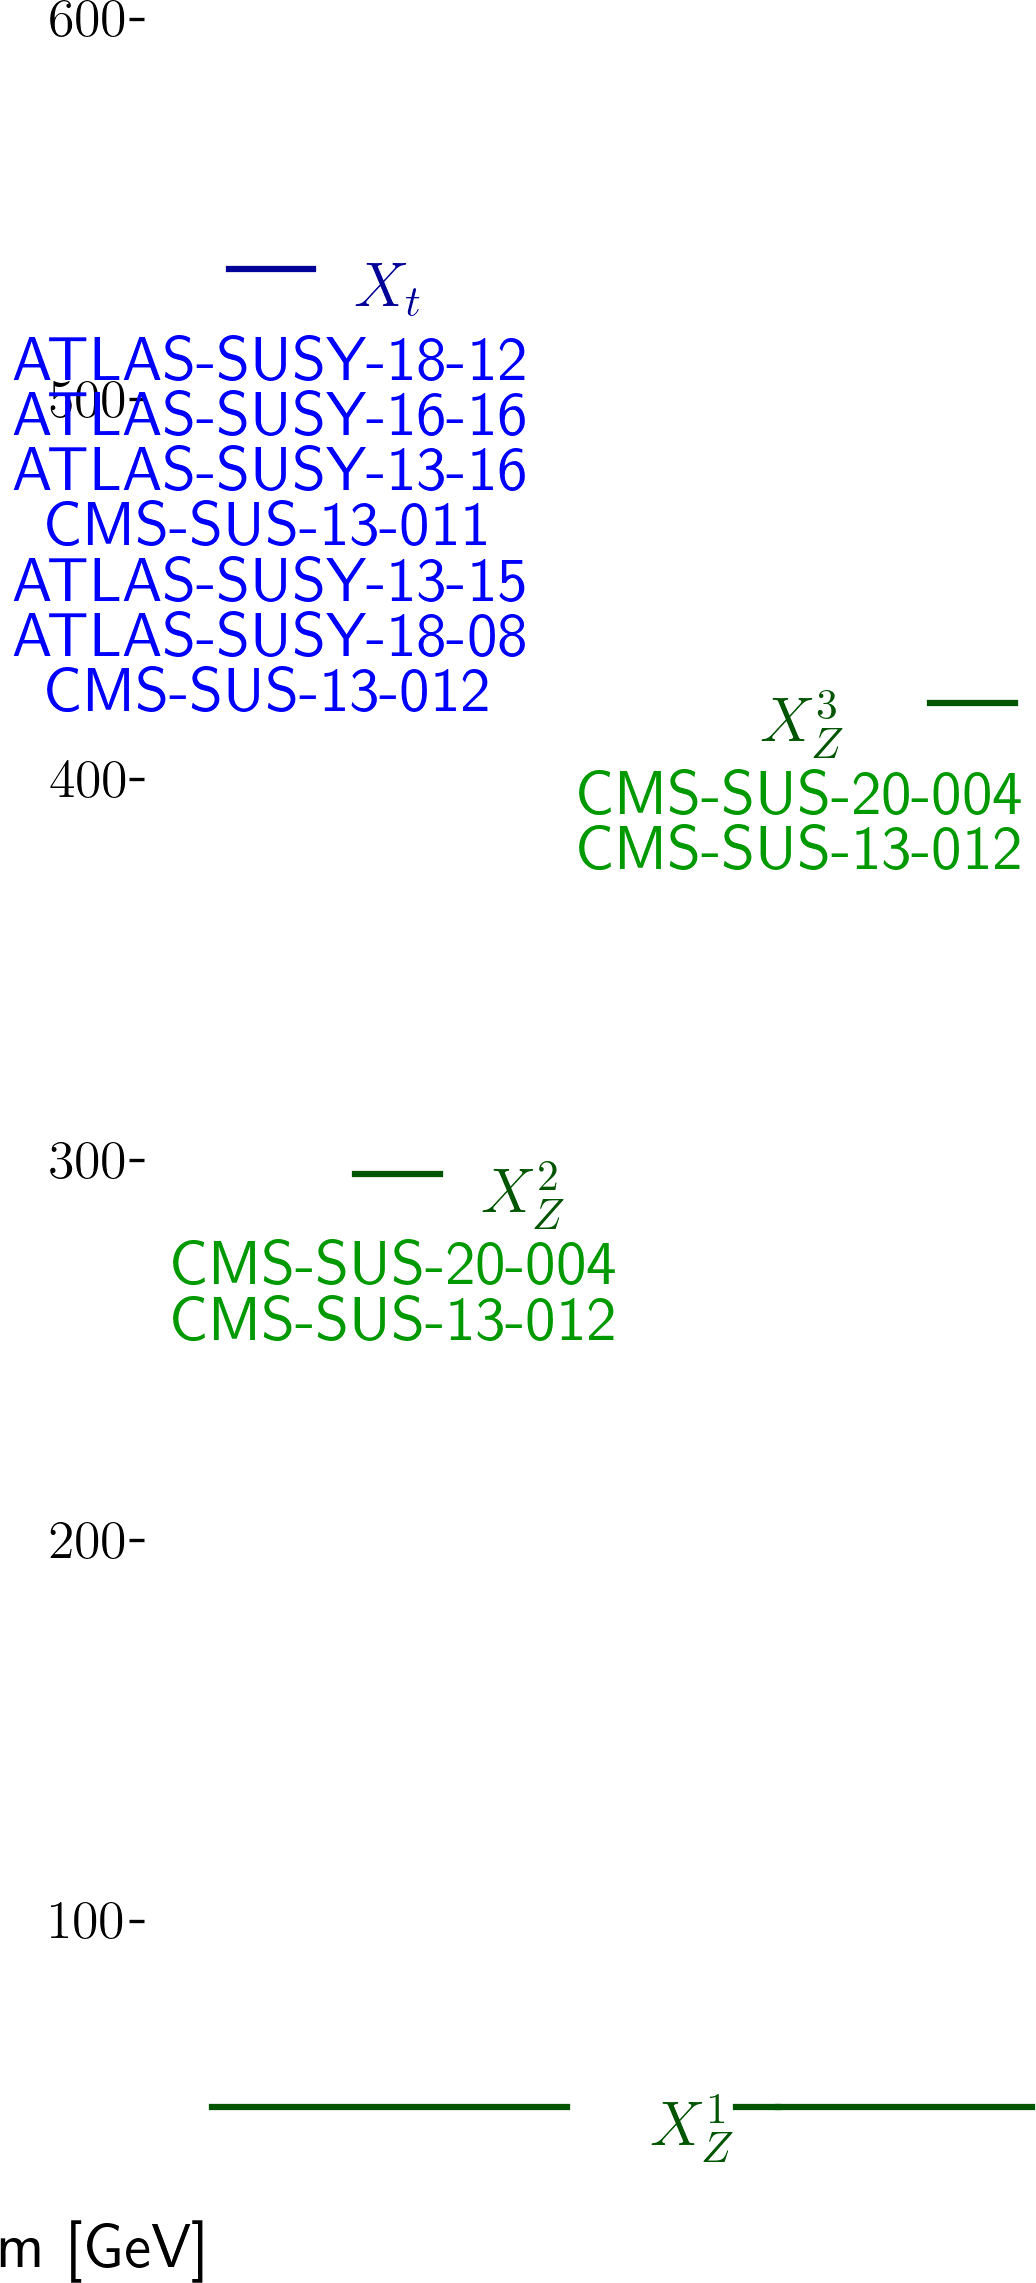 600-
X_t
ATLAS-SUSY-18-12
500-
ATLAS-SUSY-16-16
ATLAS-SUSY-13-16
CMS-SUS-13-011
ATLAS-SUSY-13-15
ATLAS-SUSY-18-08
CMS-SUS-13-012
X_Z^3
400-
CMS-SUS-20-004
CMS-SUS-13-012
300-
X_Z^2
CMS-SUS-20-004
CMS-SUS-13-012
200-
100-
X_Z^1
m [GeV]